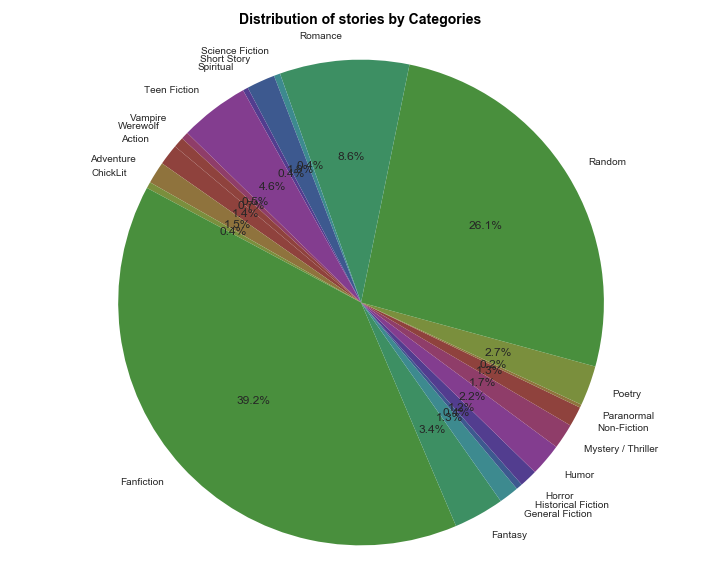 Distribution of stories by Categories
Romance
Science Fiction
Short Story
Spiritual
Teen Fiction
Vampire
Werewolf
Action
Adventure
ChickLit
Fanfiction
Fantasy
General Fiction
Historical Fiction
Horror
Humor
Mystery / Thriller
Non-Fiction
Paranormal
Poetry
Random
8.6%
0.4%
0.4%
4.6%
0.5%
0.7%
1.4%
1.5%
0.4%
39.2%
3.4%
1.3%
0.4%
1.2%
2.2%
1.7%
1.3%
0.2%
2.7%
26.1%